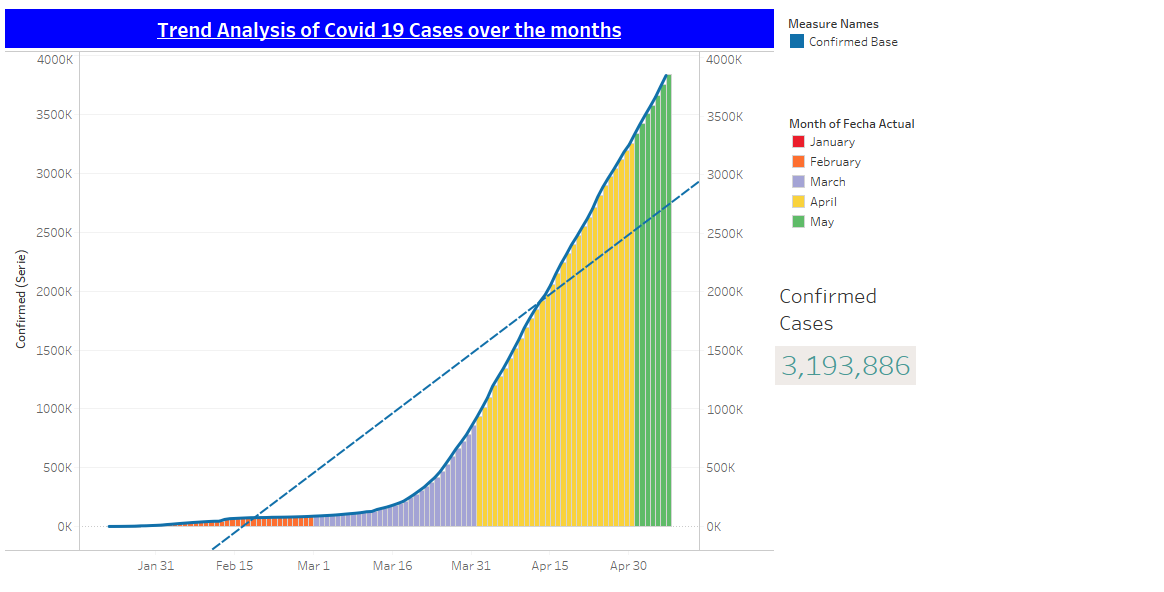 Trend Analysis of Covid 19 Cases over the months
Measure Names
Confirmed Base
Month of Fecha Actual
January
February
March
April
May
Confirmed
Cases
3,193,886
Confirmed (Serie)
4000K
3500K
3000K
2500K
2000K
1500K
1000K
500K
0K
4000K
3500K
3000K
2500K
2000K
1500K
1000K
500K
0K
Jan 31 Feb 15 Mar 1 Mar 16 Mar 31 Apr 15 Apr 30